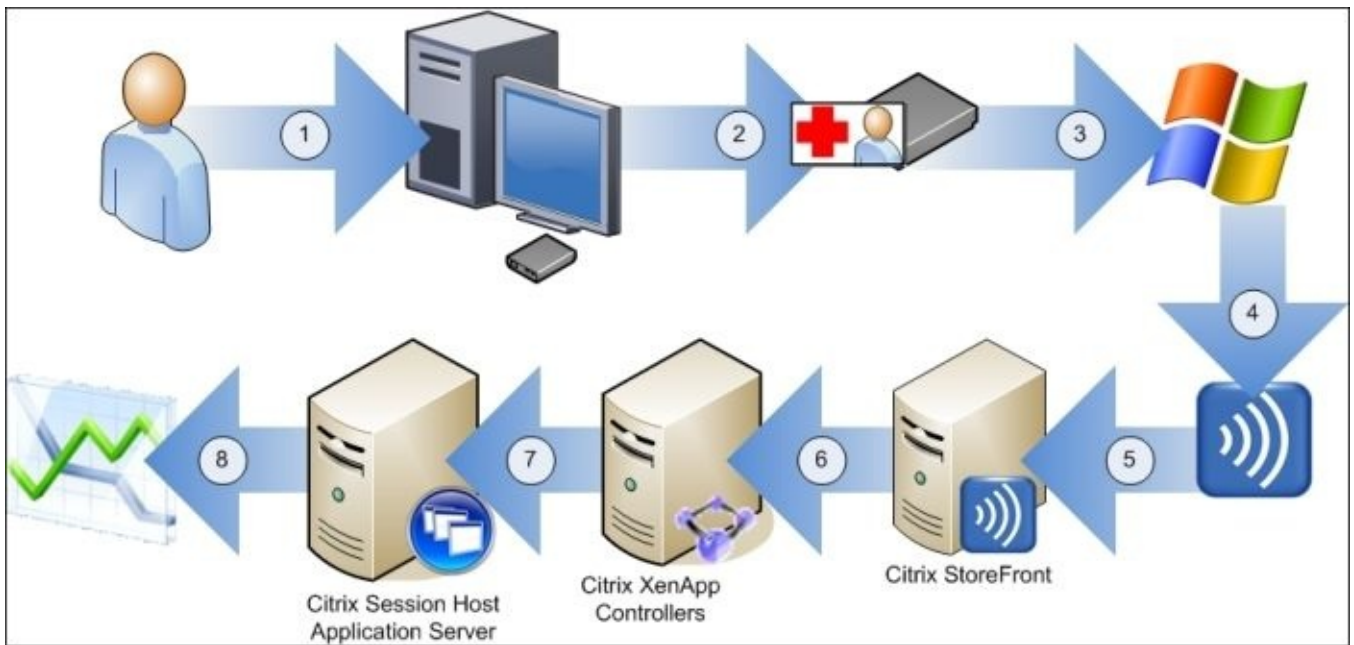 1
2
3
4
5
6
7
8
Citrix StoreFront
Citrix XenApp
Controllers
Citrix Session Host
Application Server